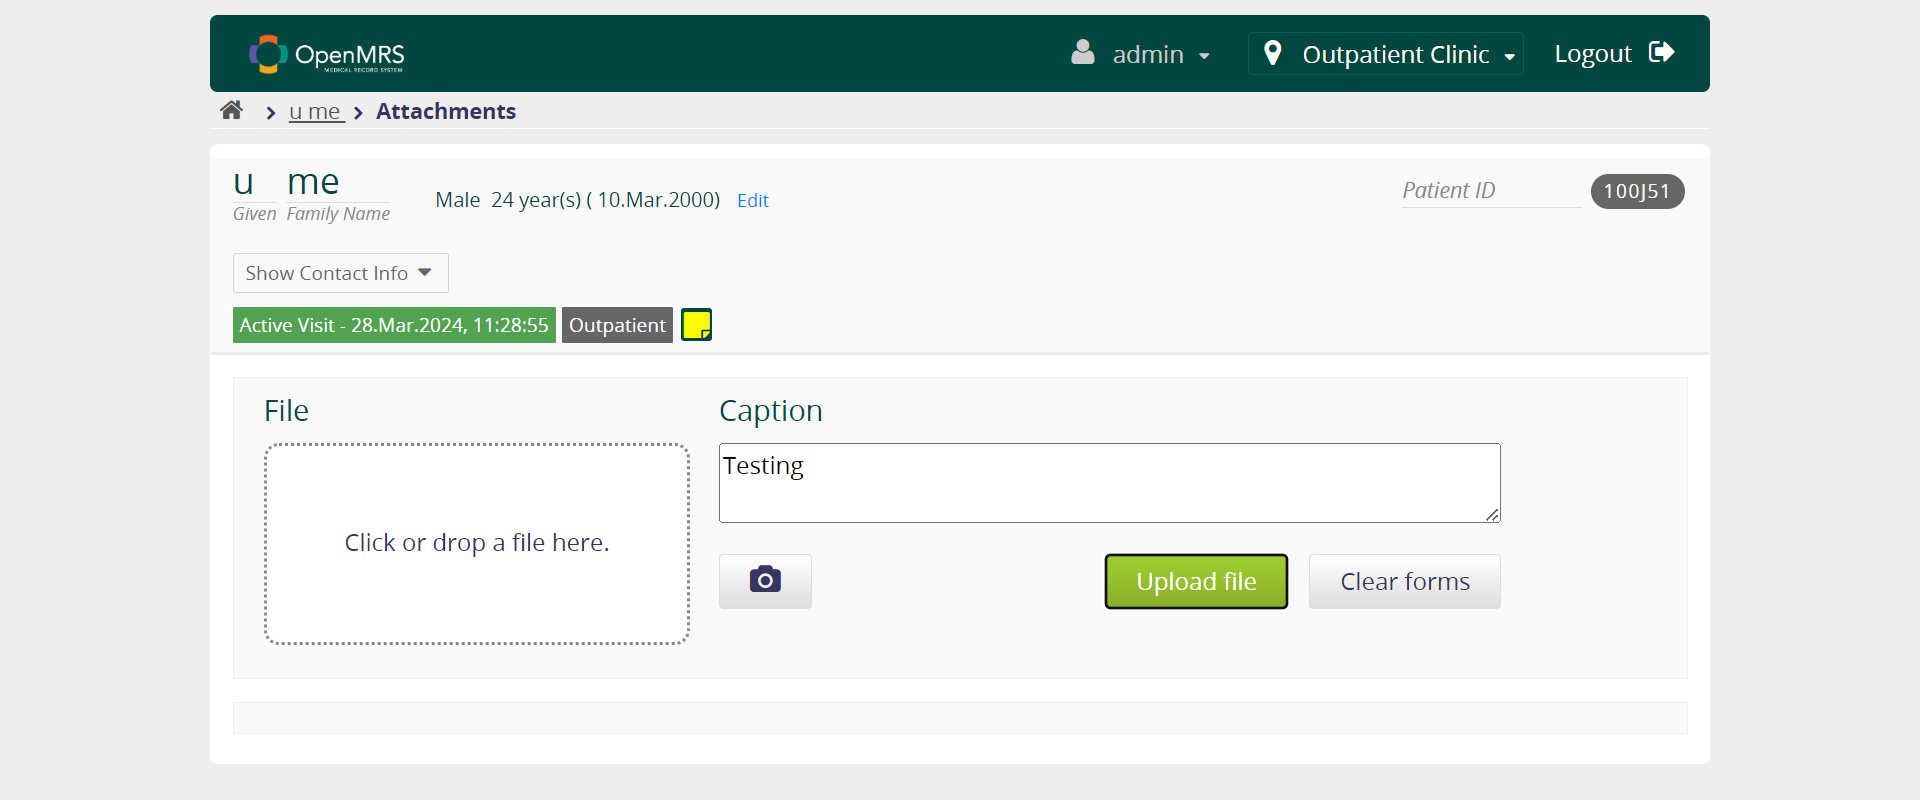 OpenMRS
MEDICAL RECORD SYSTEM
admin
Outpatient Clinic
Logout
u me
Attachments
u me
Given Family Name
Male 24 year(s) ( 10.Mar.2000) Edit
Patient ID 100J51
Show Contact Info
Active Visit - 28.Mar.2024, 11:28:55 Outpatient
File
Click or drop a file here.
Caption
Testing
Upload file
Clear forms